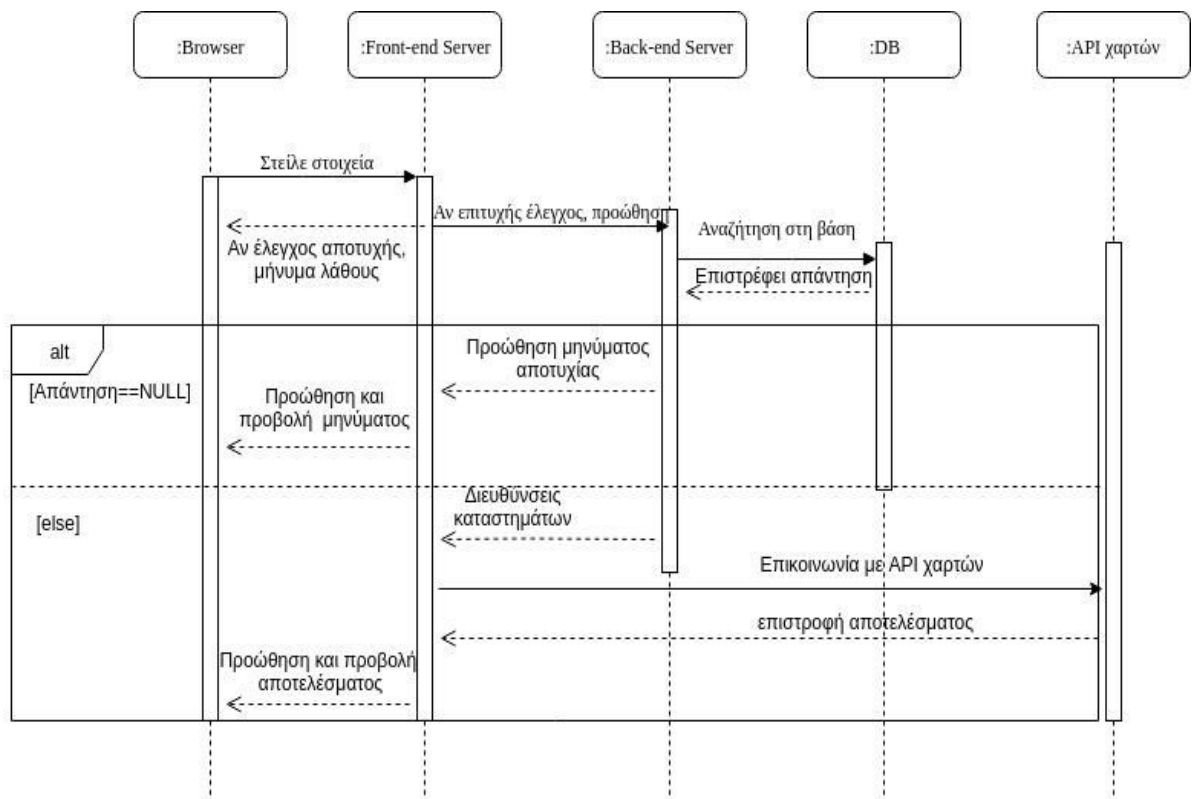 :Browser
:Front-end Server
:Back-end Server
:DB
:API χαρτών
Στείλε στοιχεία
Αν επιτυχής έλεγχος, προώθηση
Αναζήτηση στη βάση
Αν έλεγχος αποτυχής,
μήνυμα λάθους
Επιστρέφει απάντηση
alt
[Απάντηση==NULL]
Προώθηση μηνύματος
αποτυχίας
Προώθηση και
προβολή μηνύματος
[else]
Διευθύνσεις
καταστημάτων
Επικοινωνία με API χαρτών
επιστροφή αποτελέσματος
Προώθηση και προβολή
αποτελέσματος